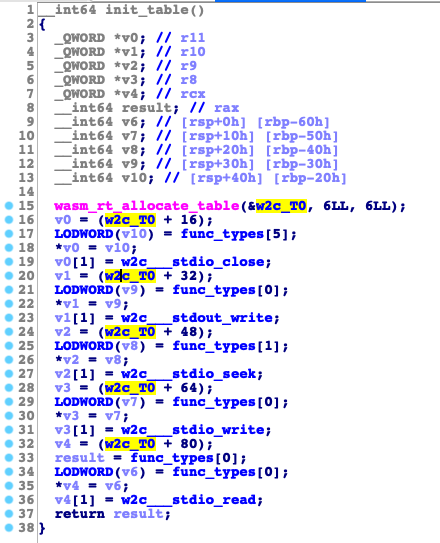 1 __int64 init_table()
2 {
3 _QWORD *v0; // r11
4 _QWORD *v1; // r10
5 _QWORD *v2; // r9
6 _QWORD *v3; // r8
7 _QWORD *v4; // rcx
8 __int64 result; // rax
9 __int64 v6; // [rsp+0h] [rbp-60h]
10 __int64 v7; // [rsp+10h] [rbp-50h]
11 __int64 v8; // [rsp+20h] [rbp-40h]
12 __int64 v9; // [rsp+30h] [rbp-30h]
13 __int64 v10; // [rsp+40h] [rbp-20h]
14
15 wasm_rt_allocate_table(&w2c_T0, 6LL, 6LL);
16 v0 = (w2c_T0 + 16);
17 LODWORD(v10) = func_types[5];
18 *v0 = v10;
19 v0[1] = w2c___stdio_close;
20 v1 = (w2c_T0 + 32);
21 LODWORD(v9) = func_types[0];
22 *v1 = v9;
23 v1[1] = w2c___stdout_write;
24 v2 = (w2c_T0 + 48);
25 LODWORD(v8) = func_types[1];
26 *v2 = v8;
27 v2[1] = w2c___stdio_seek;
28 v3 = (w2c_T0 + 64);
29 LODWORD(v7) = func_types[0];
30 *v3 = v7;
31 v3[1] = w2c___stdio_write;
32 v4 = (w2c_T0 + 80);
33 result = func_types[0];
34 LODWORD(v6) = func_types[0];
35 *v4 = v6;
36 v4[1] = w2c___stdio_read;
37 return result;
38 }